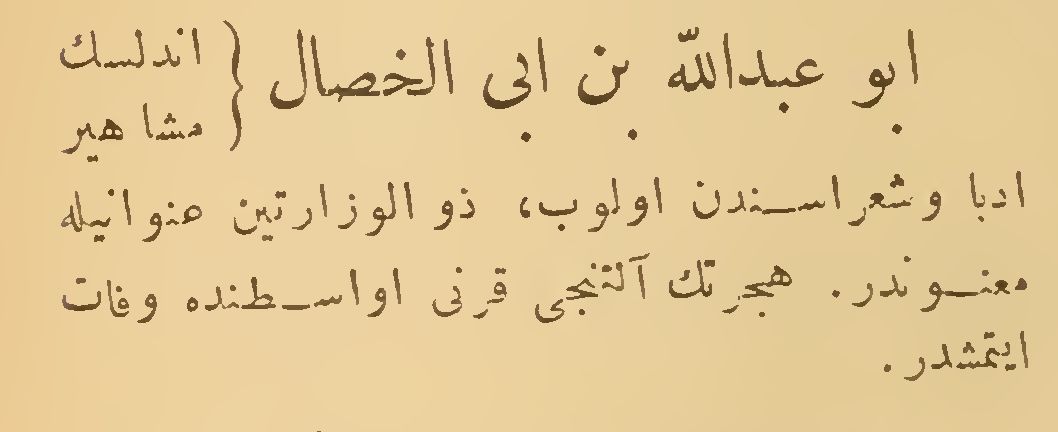 ابو عبدالله بن ابی الخصال { اندلسك
مشاهیر
ادبا وشعراسندن اولوب، ذو الوزارتین عنوانیله
معنوندر. هجرتك آلتنجی قرنی اواسطنده وفات
ایتمشدر.